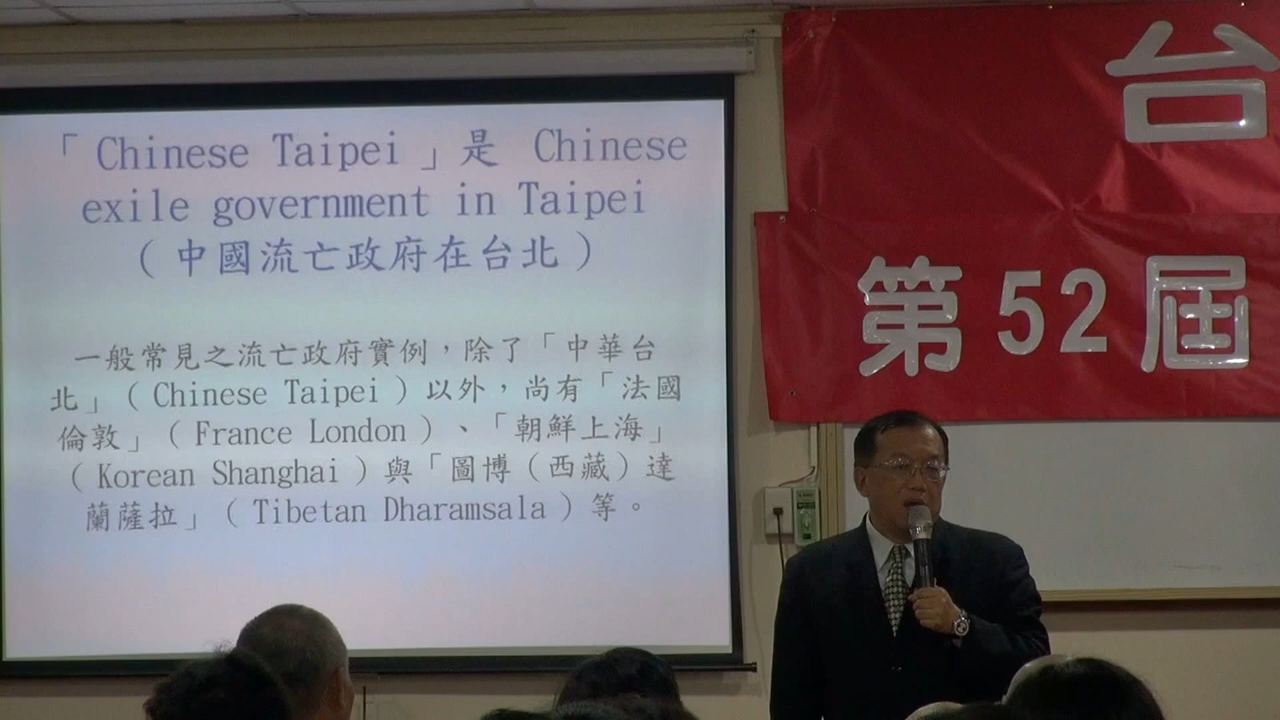 「Chinese Taipei」是 Chinese
exile government in Taipei
（中國流亡政府在台北）
一般常見之流亡政府實例，除了「中華台
北」（Chinese Taipei）以外，尚有「法國
倫敦」（France London）、「朝鮮上海」
（Korean Shanghai）與「圖博（西藏）達
蘭薩拉」（Tibetan Dharamsala）等。
台
第52屆